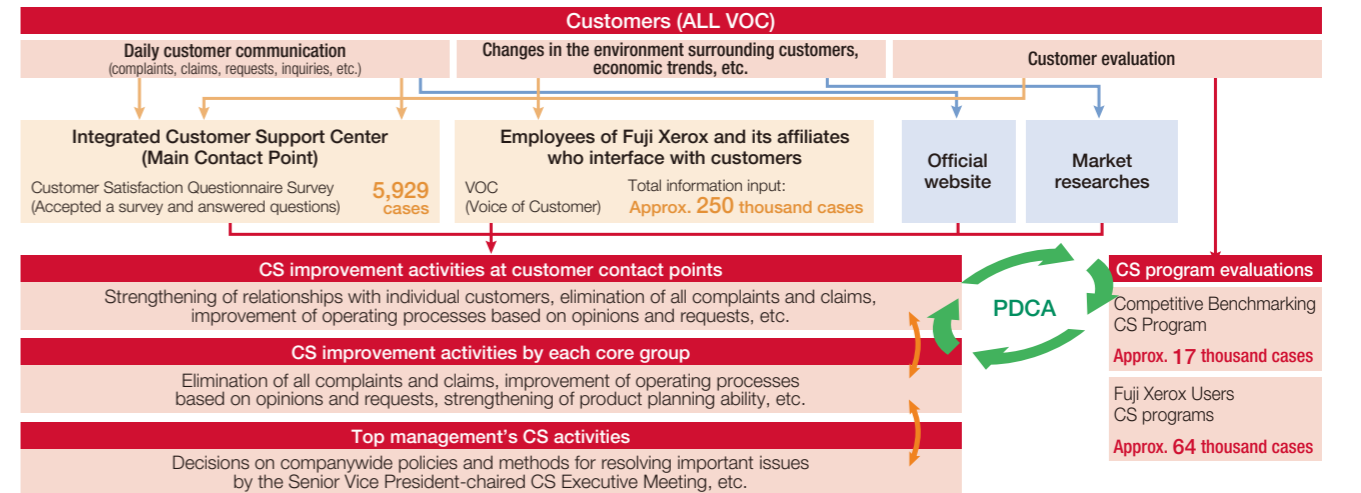 Customers (ALL VOC)
Daily customer communication
(complaints, claims, requests, inquiries, etc.)
Changes in the environment surrounding customers,
economic trends, etc.
Customer evaluation
Integrated Customer Support Center
(Main Contact Point)
Customer Satisfaction Questionnaire Survey
(Accepted a survey and answered questions)
5,929
cases
Employees of Fuji Xerox and its affiliates
who interface with customers
VOC
(Voice of Customer)
Total information input:
Approx. 250 thousand cases
Official
website
Market
researches
CS improvement activities at customer contact points
Strengthening of relationships with individual customers, elimination of all complaints and claims,
improvement of operating processes based on opinions and requests, etc.
CS improvement activities by each core group
Elimination of all complaints and claims, improvement of operating processes
based on opinions and requests, strengthening of product planning ability, etc.
Top management's CS activities
Decisions on companywide policies and methods for resolving important issues
by the Senior Vice President-chaired CS Executive Meeting, etc.
PDCA
CS program evaluations
Competitive Benchmarking
CS Program
Approx. 17 thousand cases
Fuji Xerox Users
CS programs
Approx. 64 thousand cases